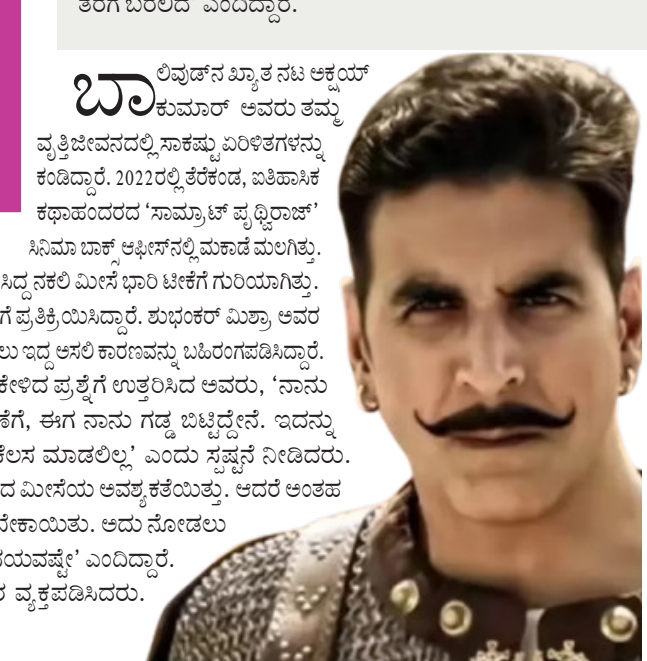 ತೆರೆಗೆ ಬರಲಿದೆ' ಎಂದಿದ್ದಾರೆ.
ಬಾಲಿವುಡ್‌ನ ಖ್ಯಾತ ನಟ ಅಕ್ಷಯ್
ಕುಮಾರ್ ಅವರು ತಮ್ಮ
ವೃತ್ತಿಜೀವನದಲ್ಲಿ ಸಾಕಷ್ಟು ಏರಿಳಿತಗಳನ್ನು
ಕಂಡಿದ್ದಾರೆ. 2022ರಲ್ಲಿ ತೆರೆಕಂಡ, ಐತಿಹಾಸಿಕ
ಕಥಾಹಂದರದ ‘ಸಾಮ್ರಾಟ್ ಪೃಥ್ವಿರಾಜ್’
ಸಿನಿಮಾ ಬಾಕ್ಸ್ ಆಫೀಸ್‌ನಲ್ಲಿ ಮಕಾಡೆ ಮಲಗಿತ್ತು.
ಸಿದ್ದ ನಕಲಿ ಮೀಸೆ ಭಾರಿ ಟೀಕೆಗೆ ಗುರಿಯಾಗಿತ್ತು.
ಗೆ ಪ್ರತಿಕ್ರಿಯಿಸಿದ್ದಾರೆ. ಶುಭಂಕರ್ ಮಿಶ್ರಾ ಅವರ
ಲು ಇದ್ದ ಅಸಲಿ ಕಾರಣವನ್ನು ಬಹಿರಂಗಪಡಿಸಿದ್ದಾರೆ.
ಕೇಳಿದ ಪ್ರಶ್ನೆಗೆ ಉತ್ತರಿಸಿದ ಅವರು, ‘ನಾನು
ಣೆಗೆ, ಈಗ ನಾನು ಗಡ್ಡ ಬಿಟ್ಟಿದ್ದೇನೆ. ಇದನ್ನು
ಕೆಲಸ ಮಾಡಲಿಲ್ಲ’ ಎಂದು ಸ್ಪಷ್ಟನೆ ನೀಡಿದರು.
ದ ಮೀಸೆಯ ಅವಶ್ಯಕತೆಯಿತ್ತು. ಆದರೆ ಅಂತಹ
ಬೇಕಾಯಿತು. ಅದು ನೋಡಲು
ಯವಷ್ಟೇ’ ಎಂದಿದ್ದಾರೆ.
ವ್ಯಕ್ತಪಡಿಸಿದರು.